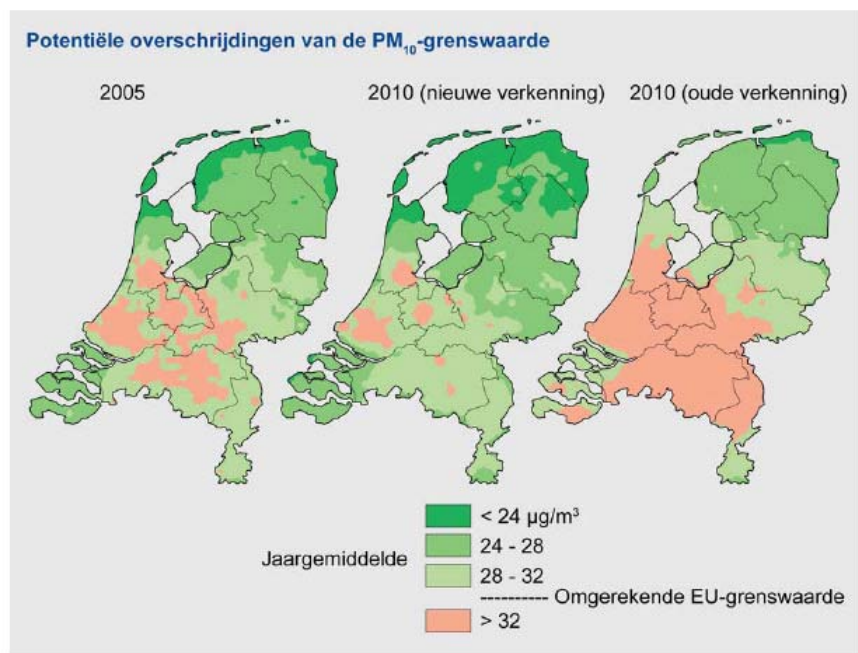 Potentiële overschrijdingen van de PM₁₀-grenswaarde
2005
2010 (nieuwe verkenning)
2010 (oude verkenning)
Jaargemiddelde
< 24 µg/m³
24 - 28
28 - 32
---------- Omgerekende EU-grenswaarde
> 32